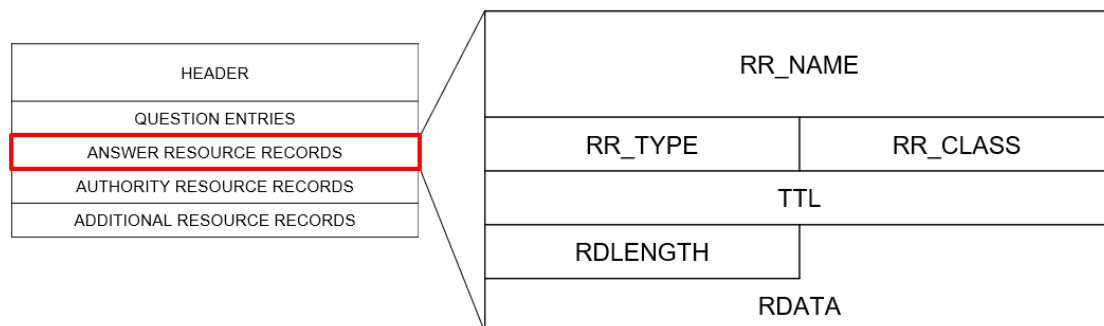 HEADER
QUESTION ENTRIES
ANSWER RESOURCE RECORDS
AUTHORITY RESOURCE RECORDS
ADDITIONAL RESOURCE RECORDS
RR_NAME
RR_TYPE
RR_CLASS
TTL
RDLENGTH
RDATA